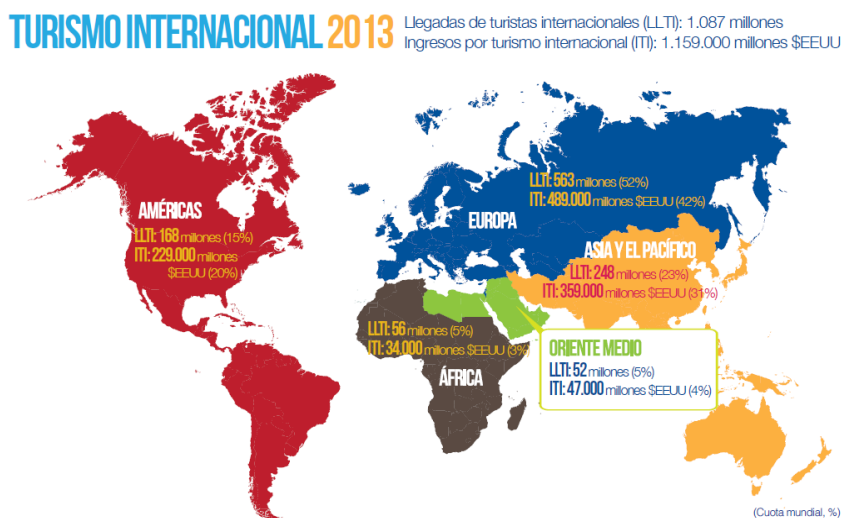 TURISMO INTERNACIONAL 2013
Llegadas de turistas internacionales (LLTI): 1.087 millones
Ingresos por turismo internacional (ITI): 1.159.000 millones $EEUU
AMÉRICAS
LLTI: 168 millones (15%)
ITI: 229.000 millones
$EEUU (20%)
EUROPA
LLTI: 563 millones (52%)
ITI: 489.000 millones $EEUU (42%)
ASIA Y EL PACÍFICO
LLTI: 248 millones (23%)
ITI: 359.000 millones $EEUU (31%)
LLTI: 56 millones (5%)
ITI: 34.000 millones $EEUU (3%)
ÁFRICA
ORIENTE MEDIO
LLTI: 52 millones (5%)
ITI: 47.000 millones $EEUU (4%)
(Cuota mundial, %)